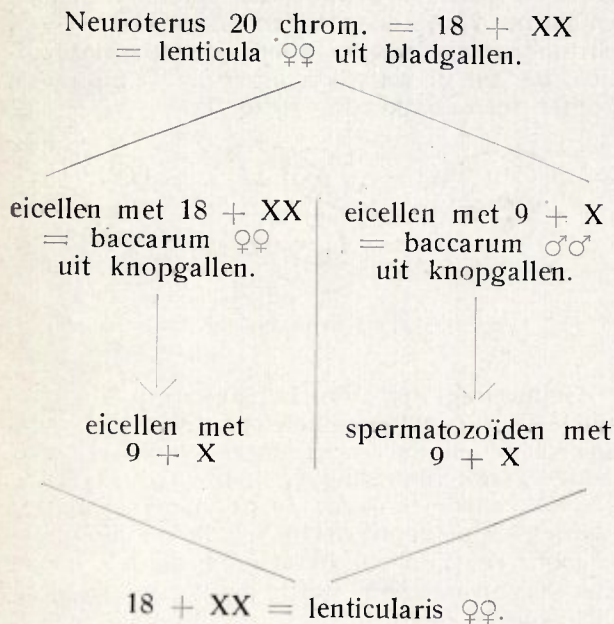 Neuroterus 20 chrom. = 18 + XX
= lenticula ♀♀ uit bladgallen.
eicellen met 18 + XX
= baccarum ♀♀
uit knopgallen.
eicellen met 9 + X
= baccarum ♂♂
uit knopgallen.
eicellen met
9 + X
spermatozoïden met
9 + X
18 + XX = lenticularis ♀♀.